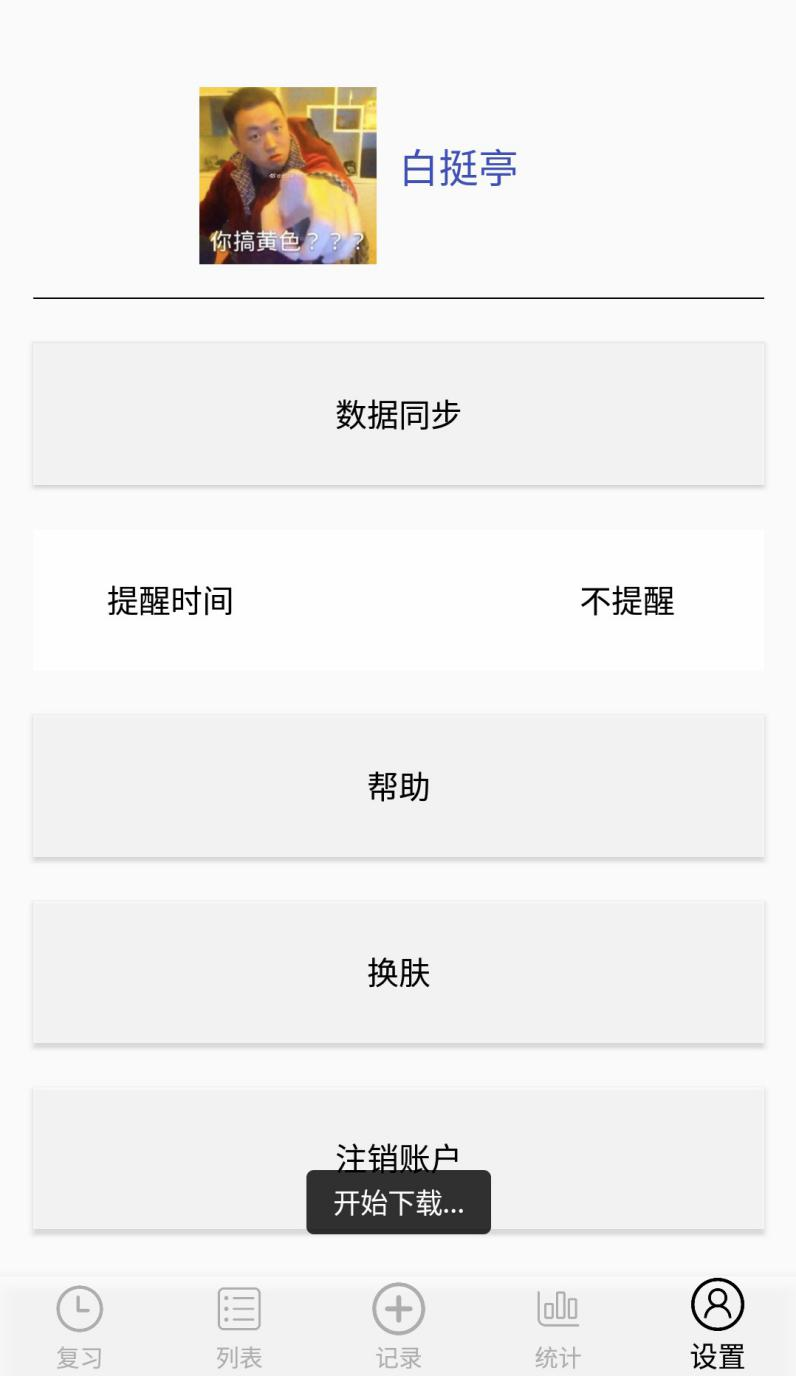 白挺亭
你搞黄色？？？
数据同步
提醒时间
不提醒
帮助
换肤
注销账户
开始下载...
复习
列表
记录
统计
设置